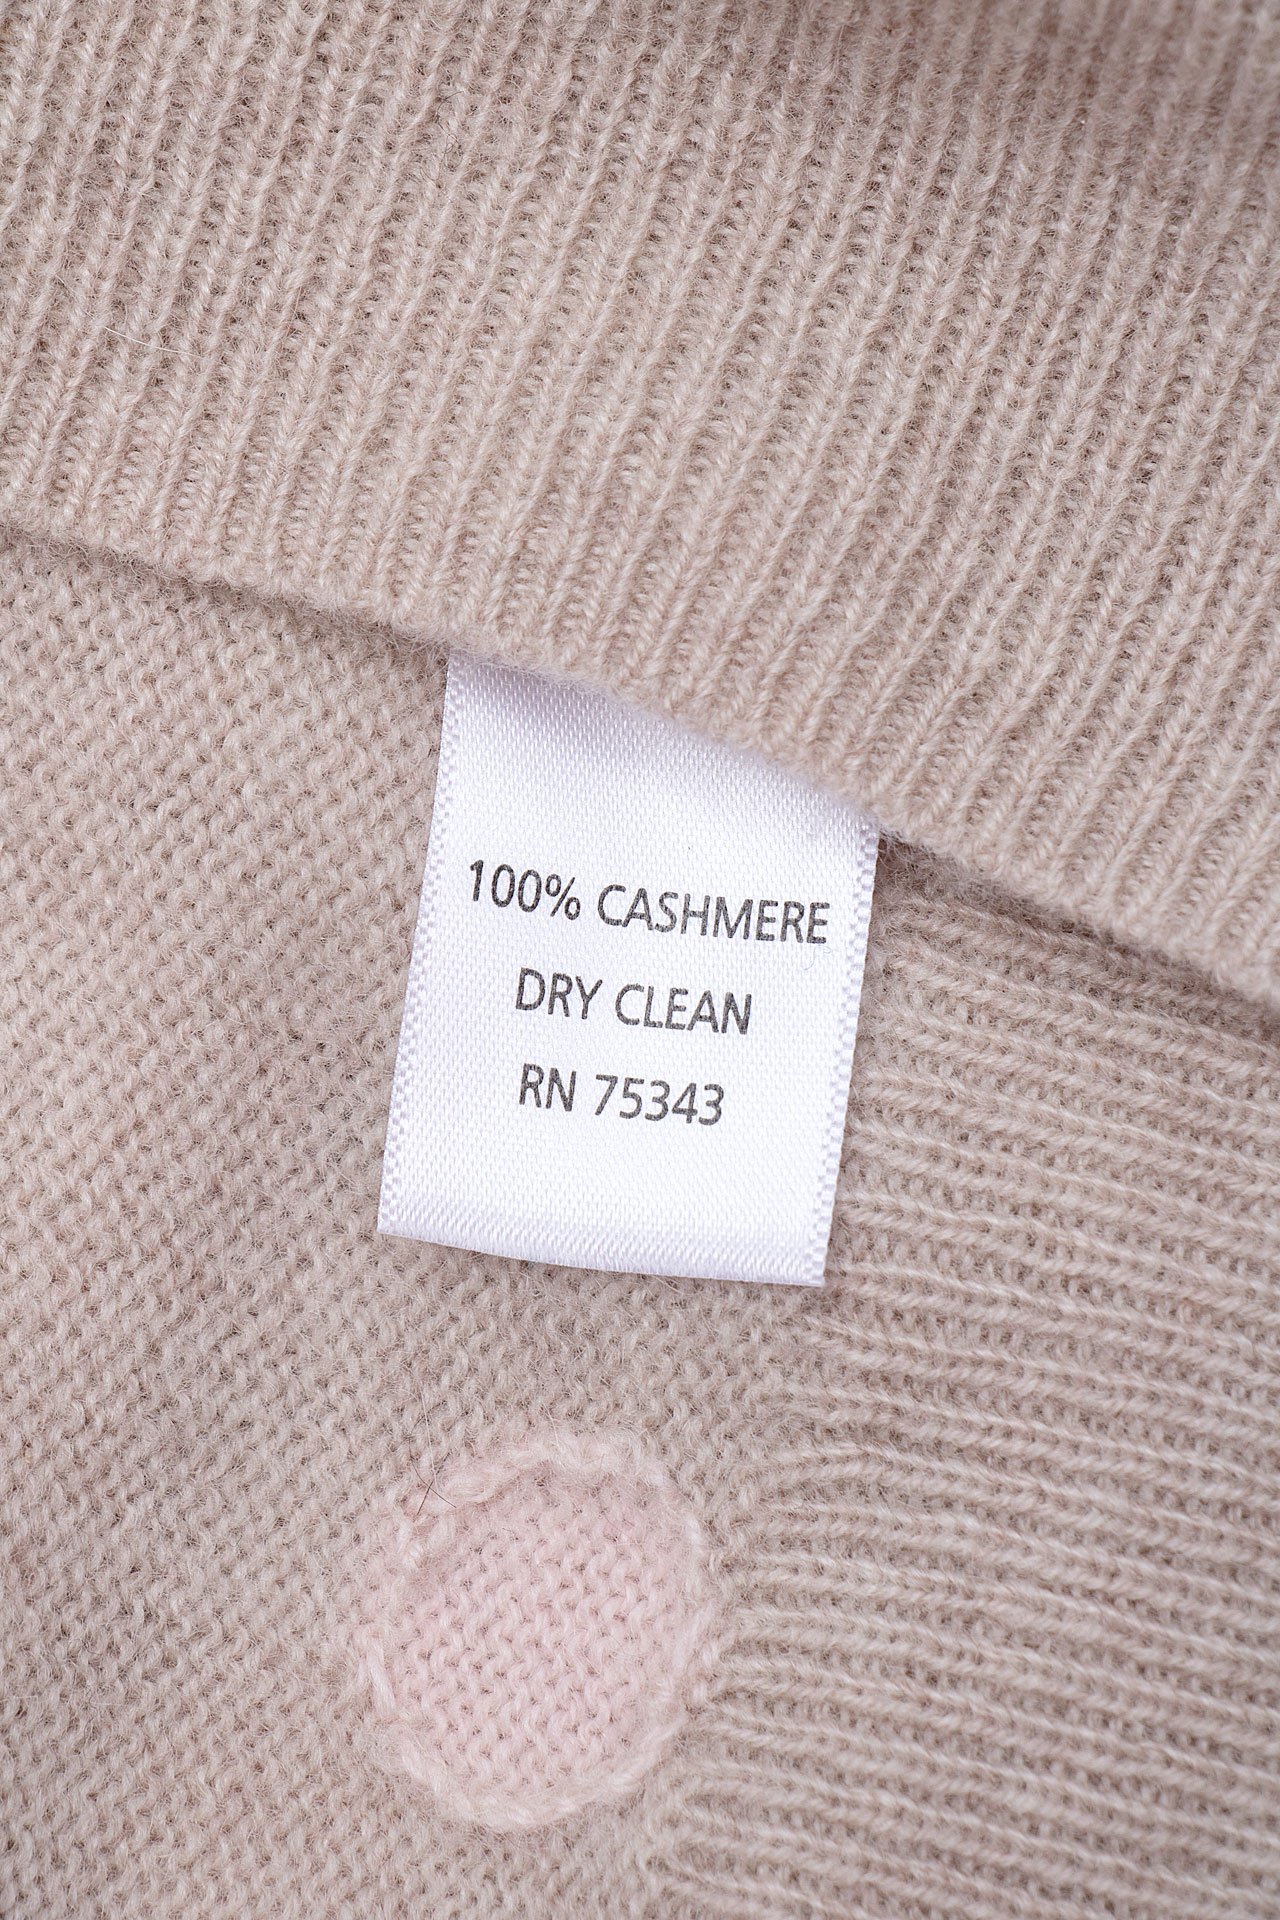 100% CASHMERE
DRY CLEAN
RN 75343